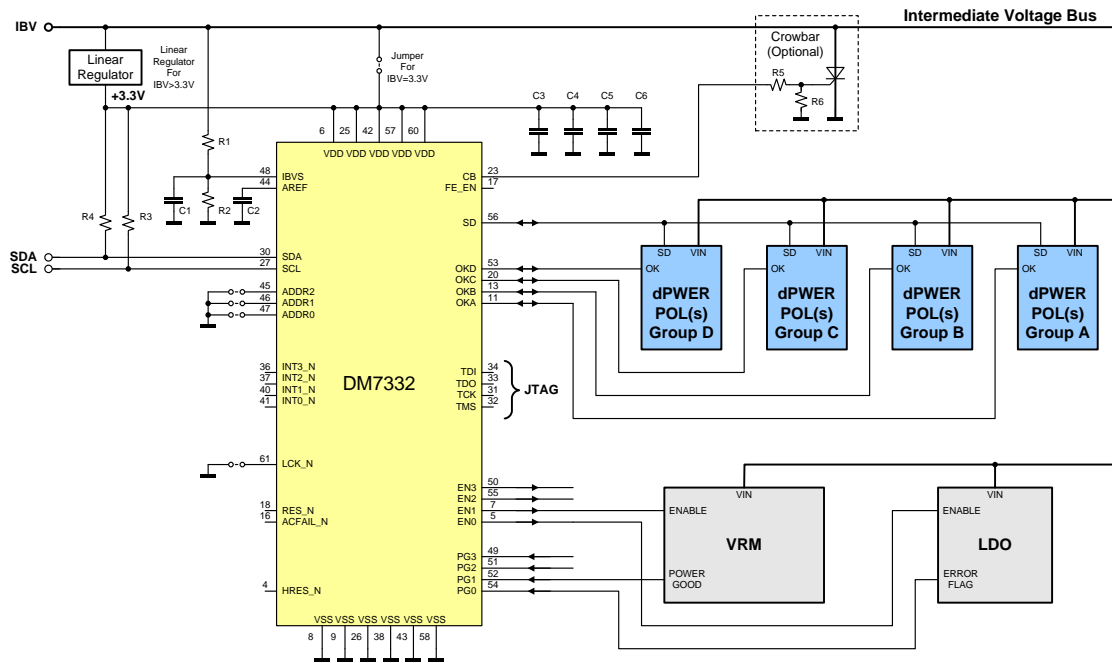 IBV
Intermediate Voltage Bus
Linear
Regulator
Linear
Regulator
For
IBV>3.3V
+3.3V
Jumper
For
IBV=3.3V
Crowbar
(Optional)
R5
R6
C3
C4
C5
C6
R1
6
25
42
57
60
VDD
VDD
VDD
VDD
VDD
48
44
IBVS
AREF
C1
R2
C2
R4
R3
SDA
SCL
30
27
SDA
SCL
45
46
47
ADDR2
ADDR1
ADDR0
36
37
40
41
INT3_N
INT2_N
INT1_N
INT0_N
DM7332
61
LCK_N
18
16
RES_N
ACFAIL_N
4
HRES_N
VSS
VSS
VSS
VSS
VSS
VSS
8
9
26
38
43
58
CB
FE_EN
23
17
SD
56
OKD
OKC
OKB
OKA
53
20
13
11
TDI
TDO
TCK
TMS
34
33
31
32
JTAG
EN3
EN2
EN1
EN0
50
55
7
5
PG3
PG2
PG1
PG0
49
51
52
54
SD
VIN
OK
dPWER
POL(s)
Group D
SD
VIN
OK
dPWER
POL(s)
Group C
SD
VIN
OK
dPWER
POL(s)
Group B
SD
VIN
OK
dPWER
POL(s)
Group A
VIN
ENABLE
VRM
POWER
GOOD
VIN
ENABLE
LDO
ERROR
FLAG